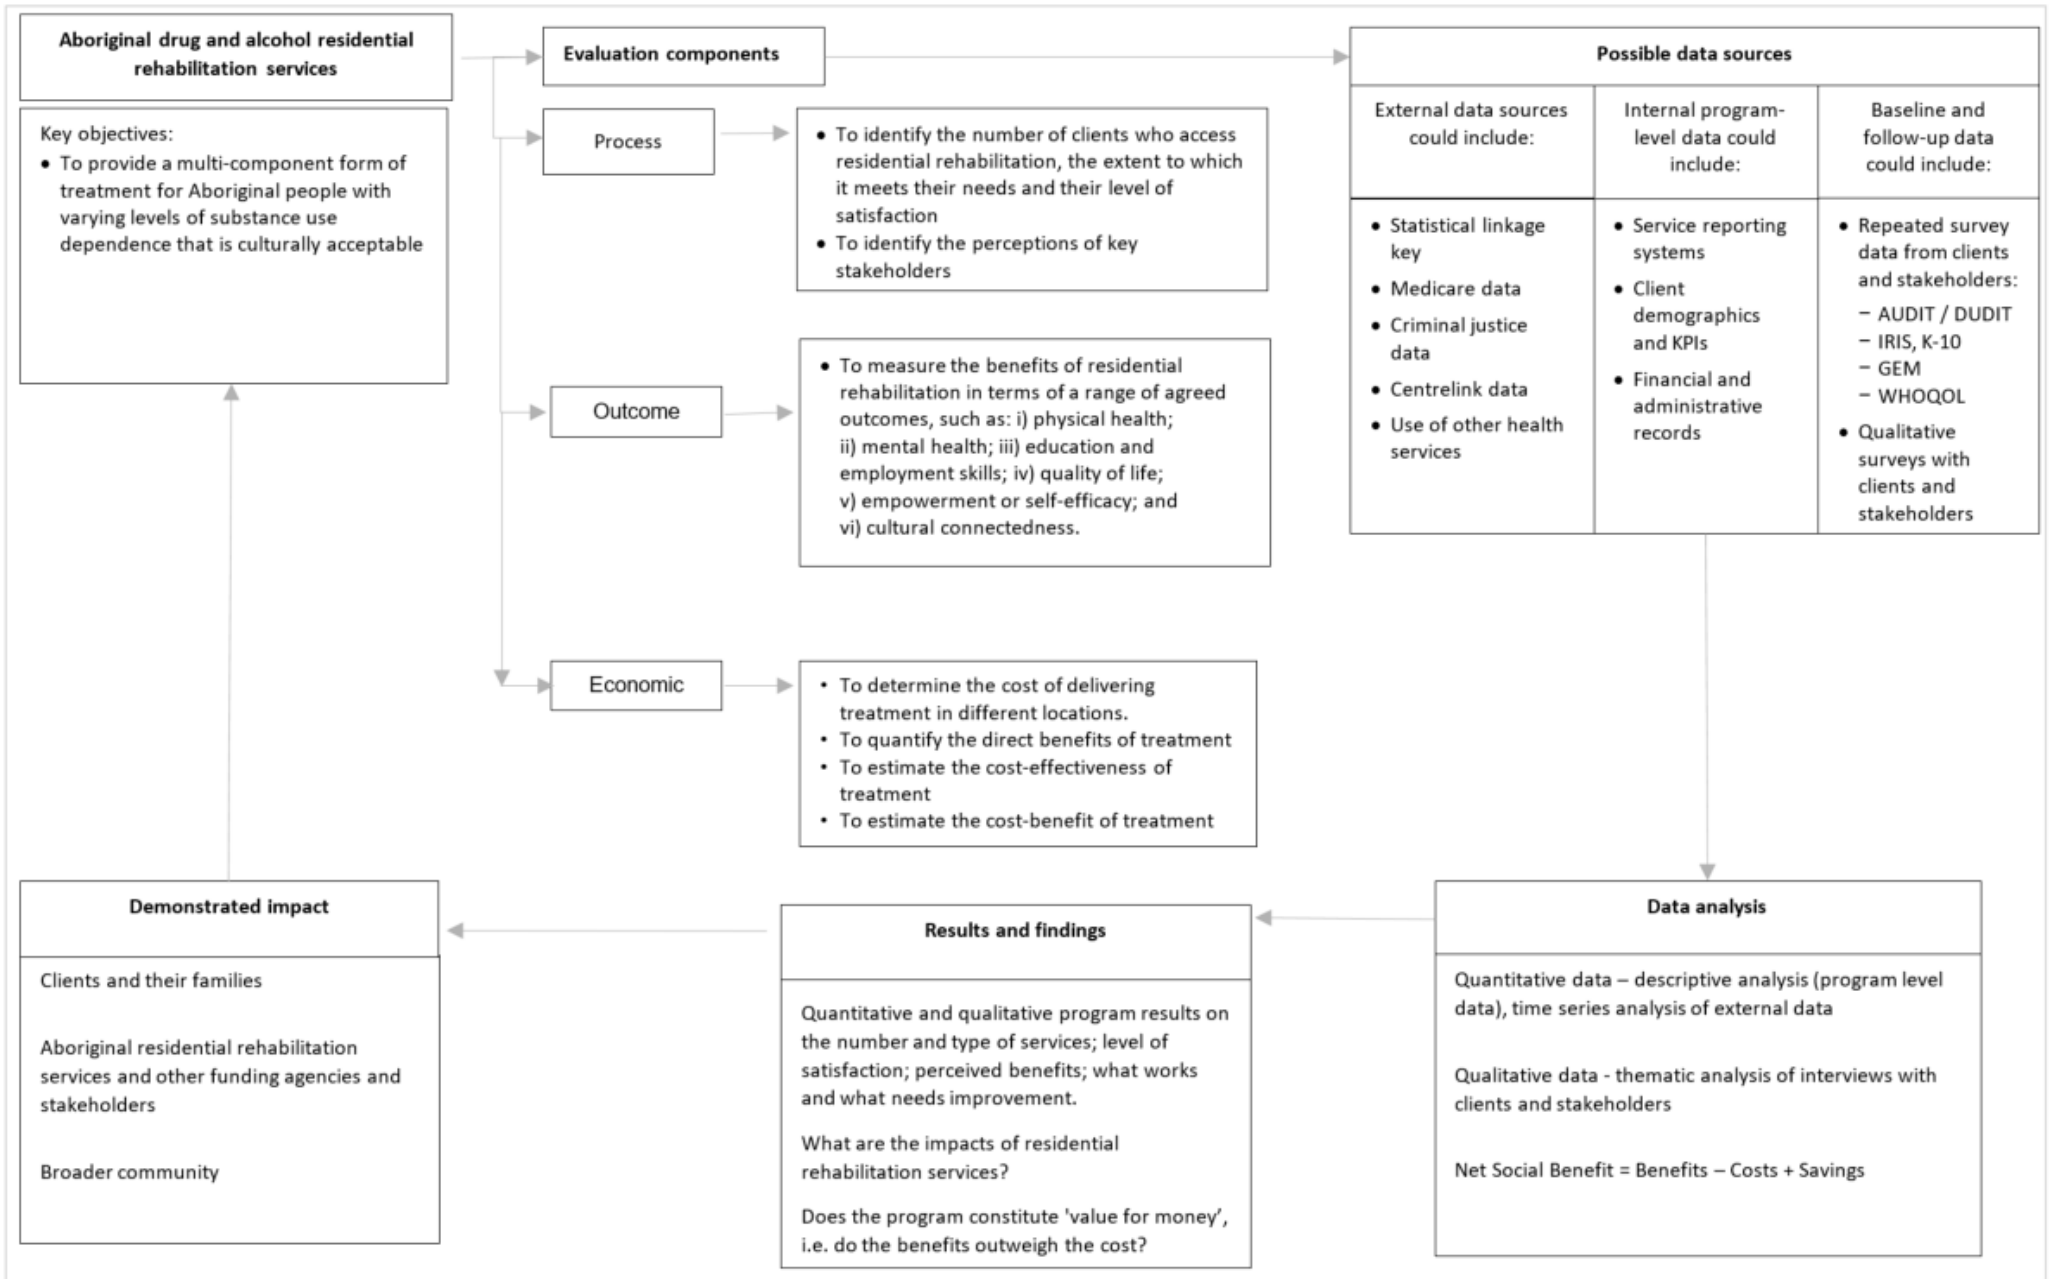 Aboriginal drug and alcohol residential
rehabilitation services
Key objectives:
• To provide a multi-component form of
treatment for Aboriginal people with
varying levels of substance use
dependence that is culturally acceptable
Evaluation components
Process
• To identify the number of clients who access
residential rehabilitation, the extent to which
it meets their needs and their level of
satisfaction
• To identify the perceptions of key
stakeholders
Outcome
• To measure the benefits of residential
rehabilitation in terms of a range of agreed
outcomes, such as: i) physical health;
ii) mental health; iii) education and
employment skills; iv) quality of life;
v) empowerment or self-efficacy; and
vi) cultural connectedness.
Economic
• To determine the cost of delivering
treatment in different locations.
• To quantify the direct benefits of treatment
• To estimate the cost-effectiveness of
treatment
• To estimate the cost-benefit of treatment
Possible data sources
External data sources
could include:
• Statistical linkage
key
• Medicare data
• Criminal justice
data
• Centrelink data
• Use of other health
services
Internal program-
level data could
include:
• Service reporting
systems
• Client
demographics
and KPIs
• Financial and
administrative
records
Baseline and
follow-up data
could include:
• Repeated survey
data from clients
and stakeholders:
– AUDIT / DUDIT
– IRIS, K-10
– GEM
– WHOQOL
• Qualitative
surveys with
clients and
stakeholders
Data analysis
Quantitative data – descriptive analysis (program level
data), time series analysis of external data
Qualitative data - thematic analysis of interviews with
clients and stakeholders
Net Social Benefit = Benefits – Costs + Savings
Results and findings
Quantitative and qualitative program results on
the number and type of services; level of
satisfaction; perceived benefits; what works
and what needs improvement.
What are the impacts of residential
rehabilitation services?
Does the program constitute 'value for money’,
i.e. do the benefits outweigh the cost?
Demonstrated impact
Clients and their families
Aboriginal residential rehabilitation
services and other funding agencies and
stakeholders
Broader community